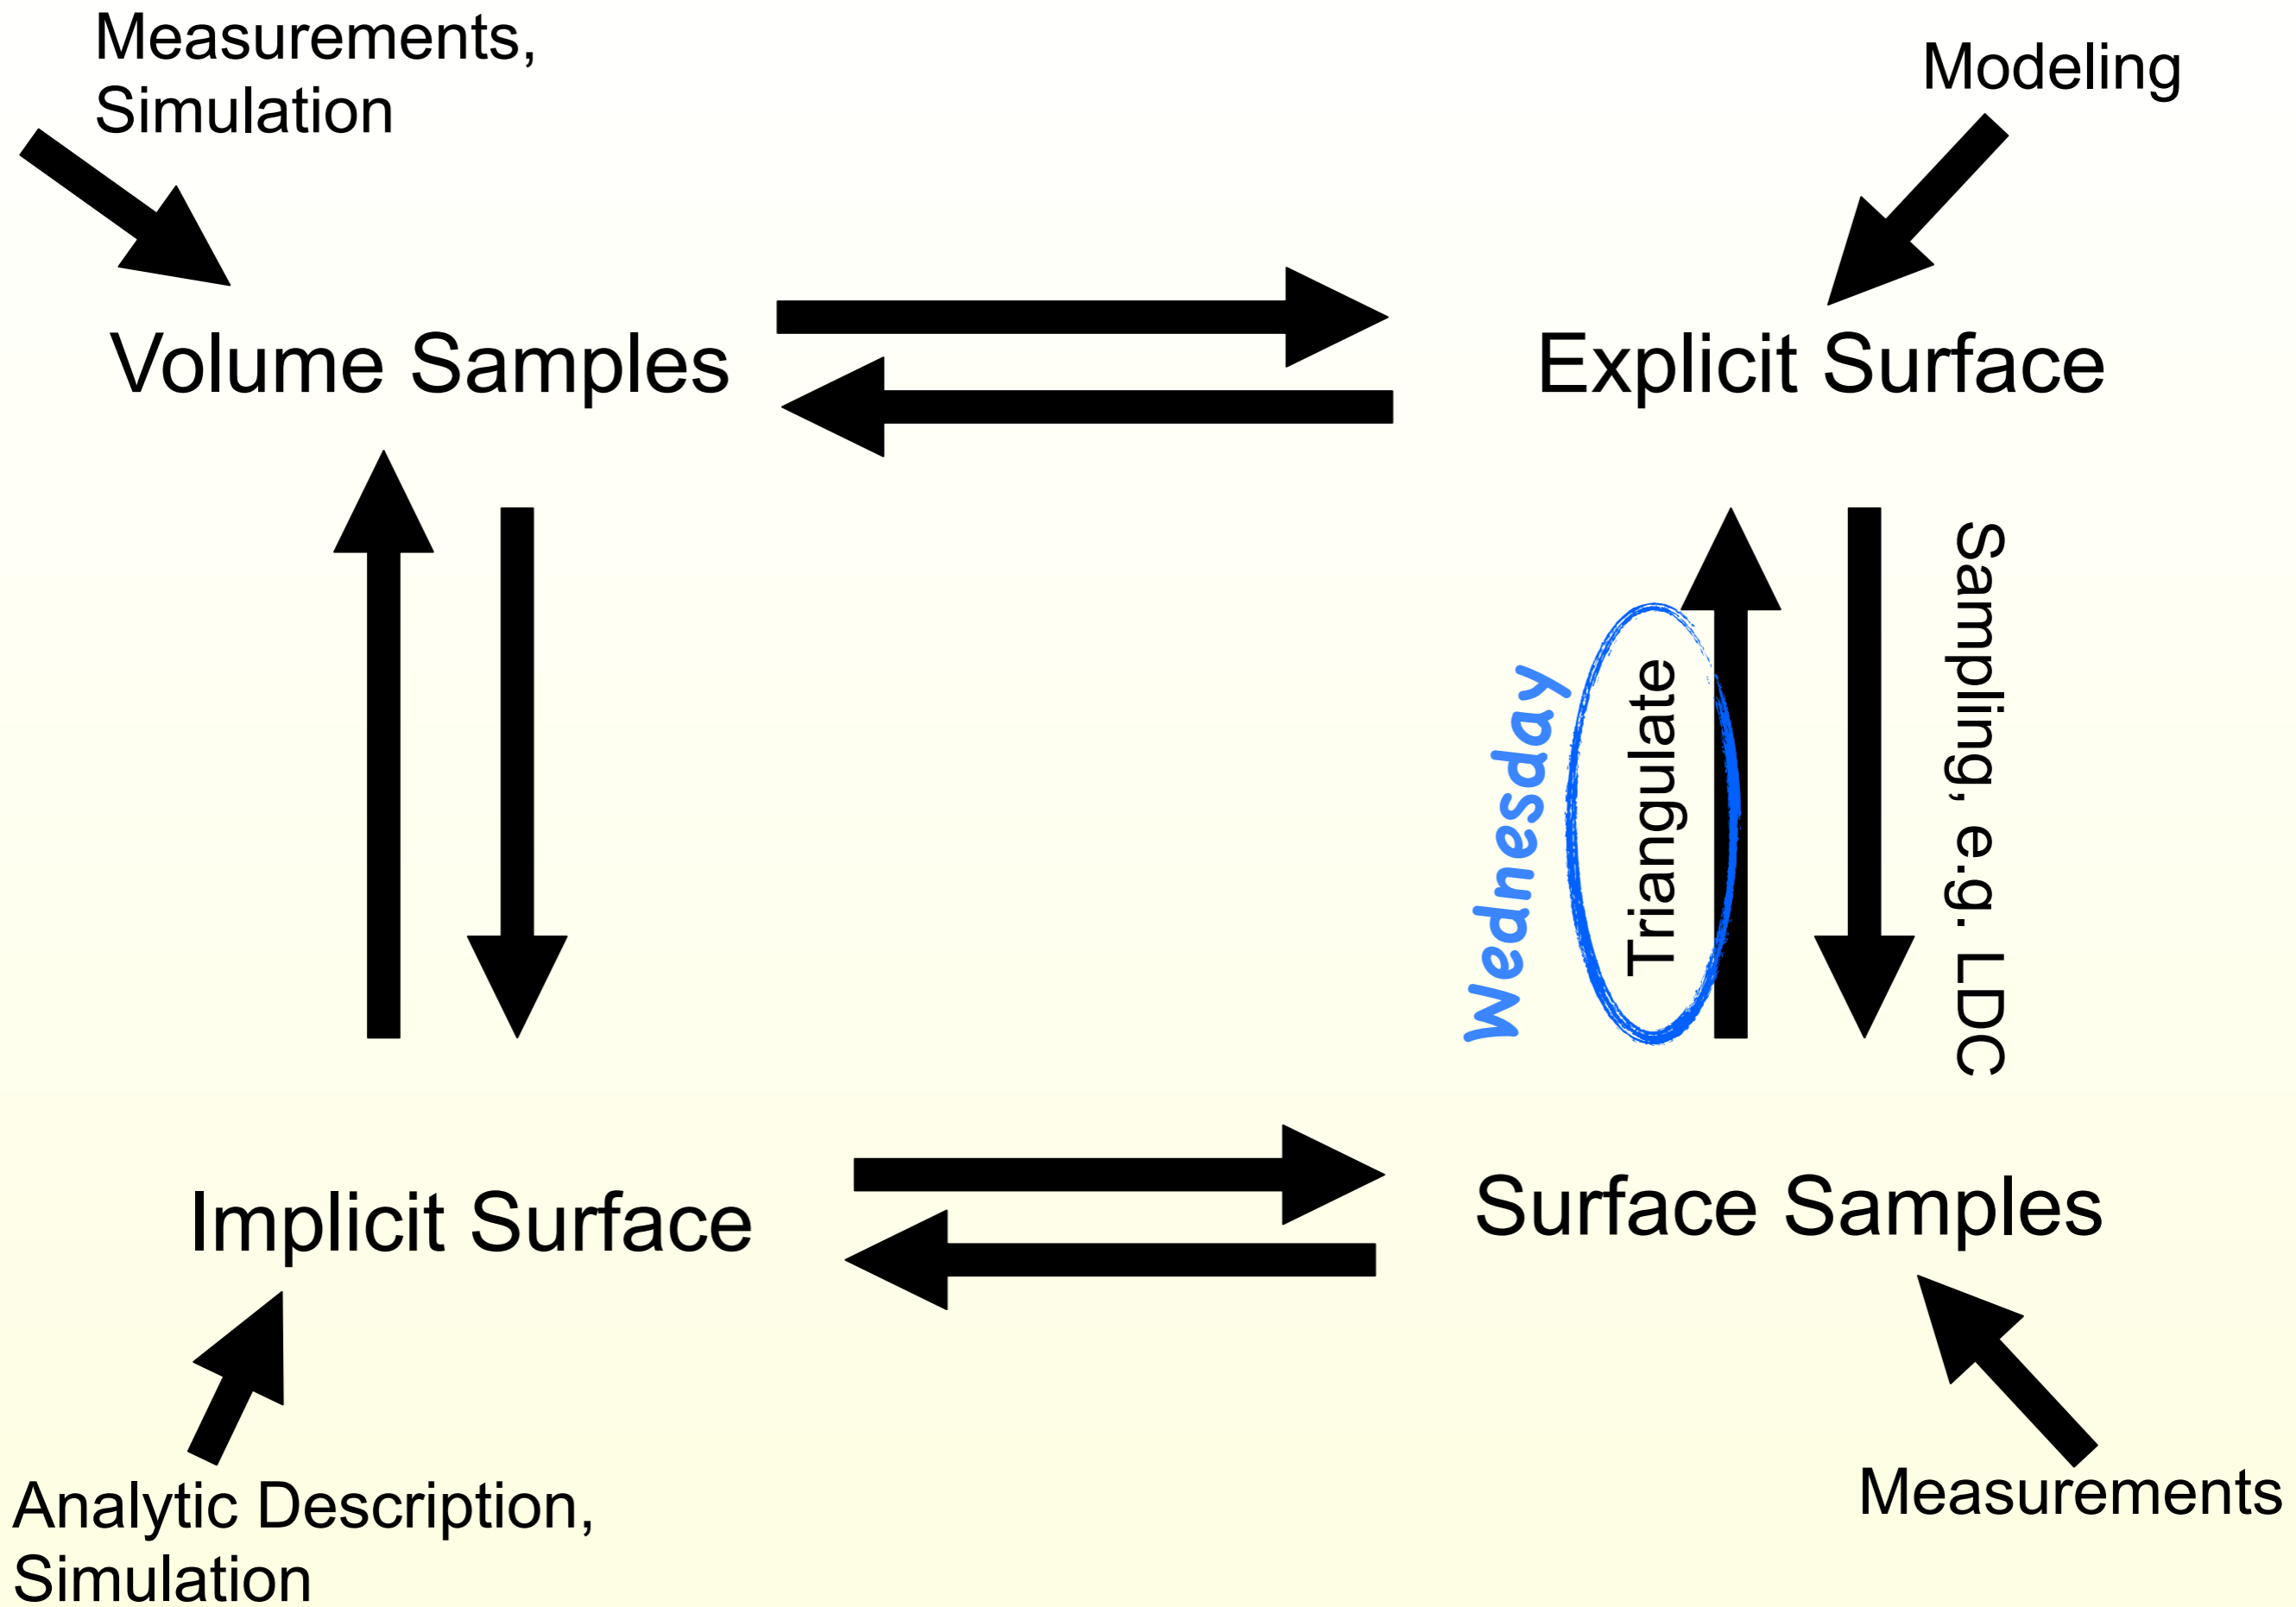 Measurements,
Simulation
Modeling
Volume Samples
Explicit Surface
Wednesday
Triangulate
Sampling, e.g. LDC
Implicit Surface
Surface Samples
Analytic Description,
Simulation
Measurements